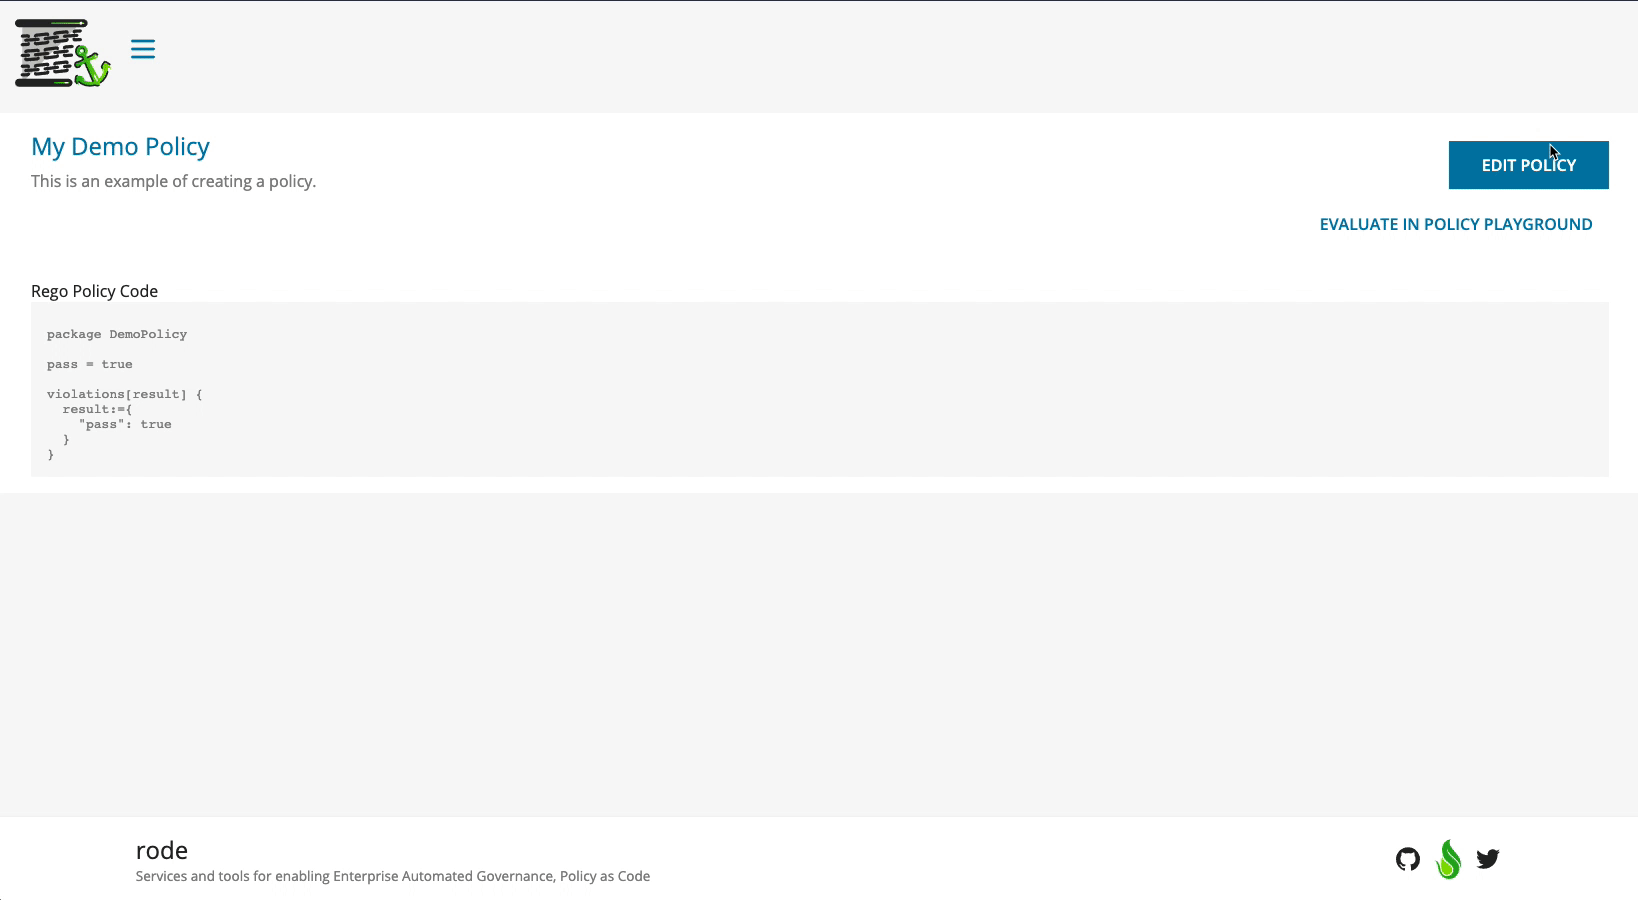 My Demo Policy
This is an example of creating a policy.
EDIT POLICY
EVALUATE IN POLICY PLAYGROUND
Rego Policy Code
package DemoPolicy
pass = true
violations[result] {
  result:={
    "pass": true
  }
}
rode
Services and tools for enabling Enterprise Automated Governance, Policy as Code